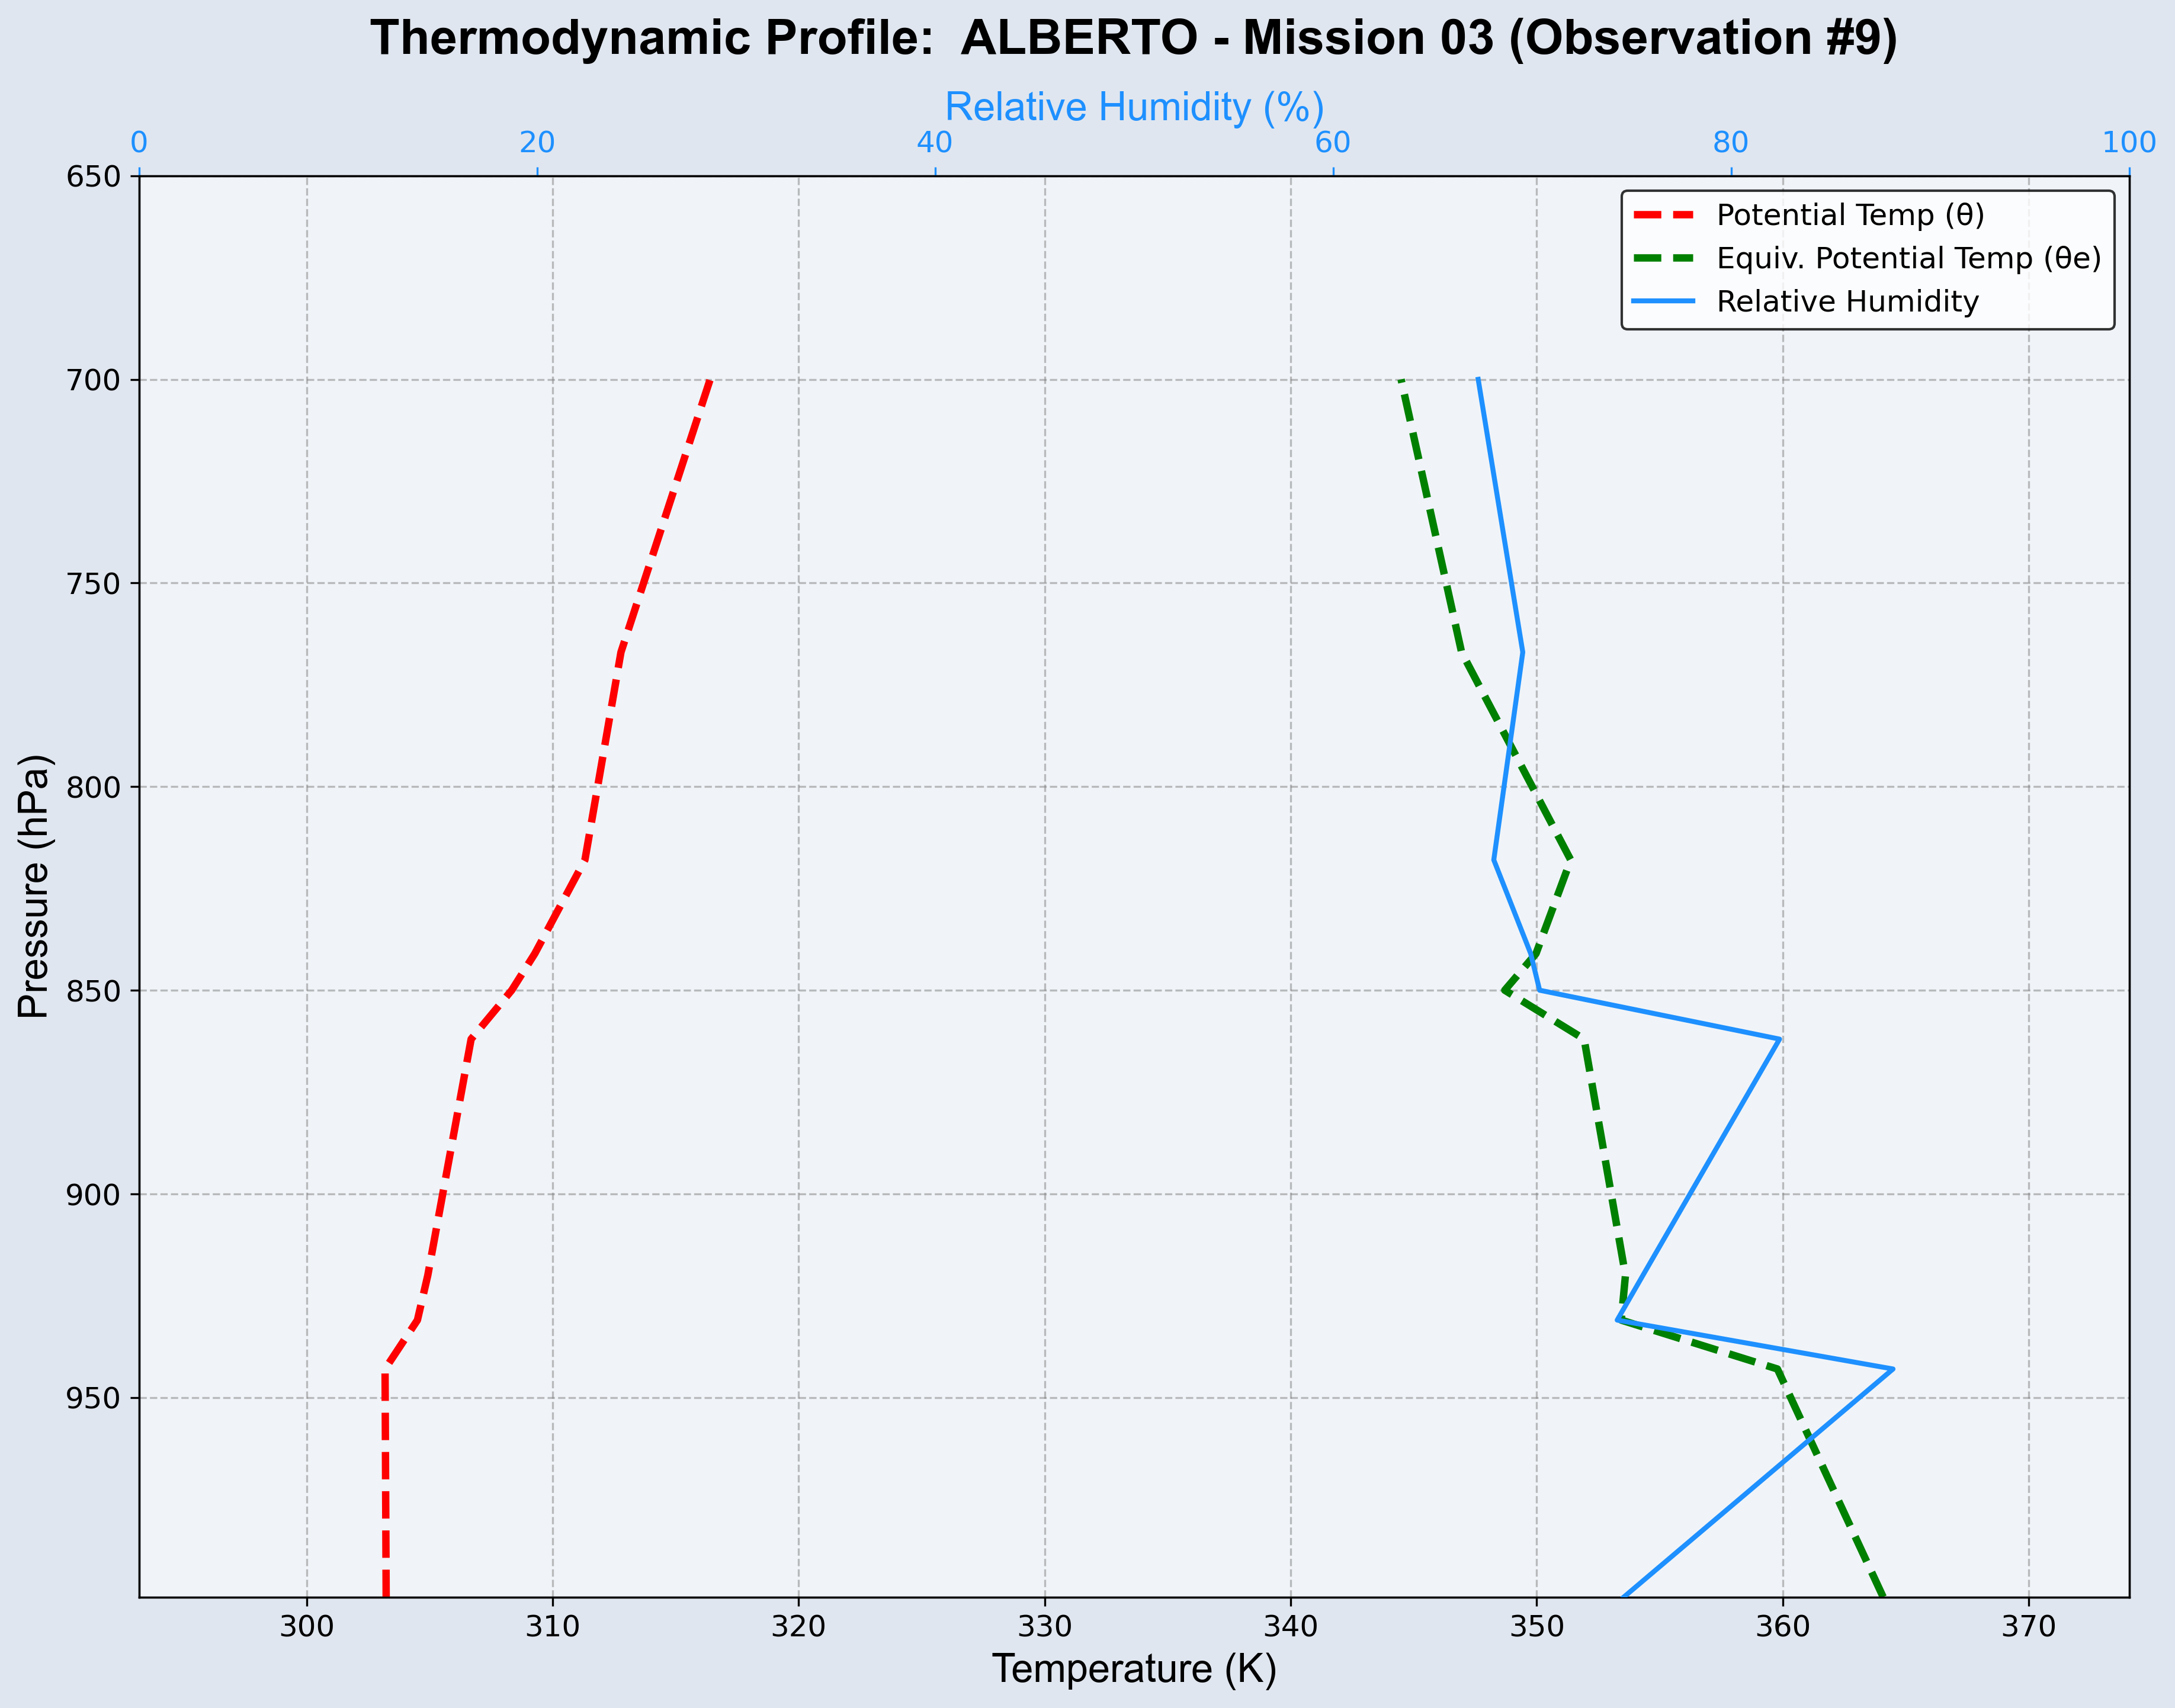 Thermodynamic Profile:  ALBERTO - Mission 03 (Observation #9)
Relative Humidity (%)
0 20 40 60 80 100
Potential Temp (θ)
Equiv. Potential Temp (θe)
Relative Humidity
Pressure (hPa)
650
700
750
800
850
900
950
300 310 320 330 340 350 360 370
Temperature (K)